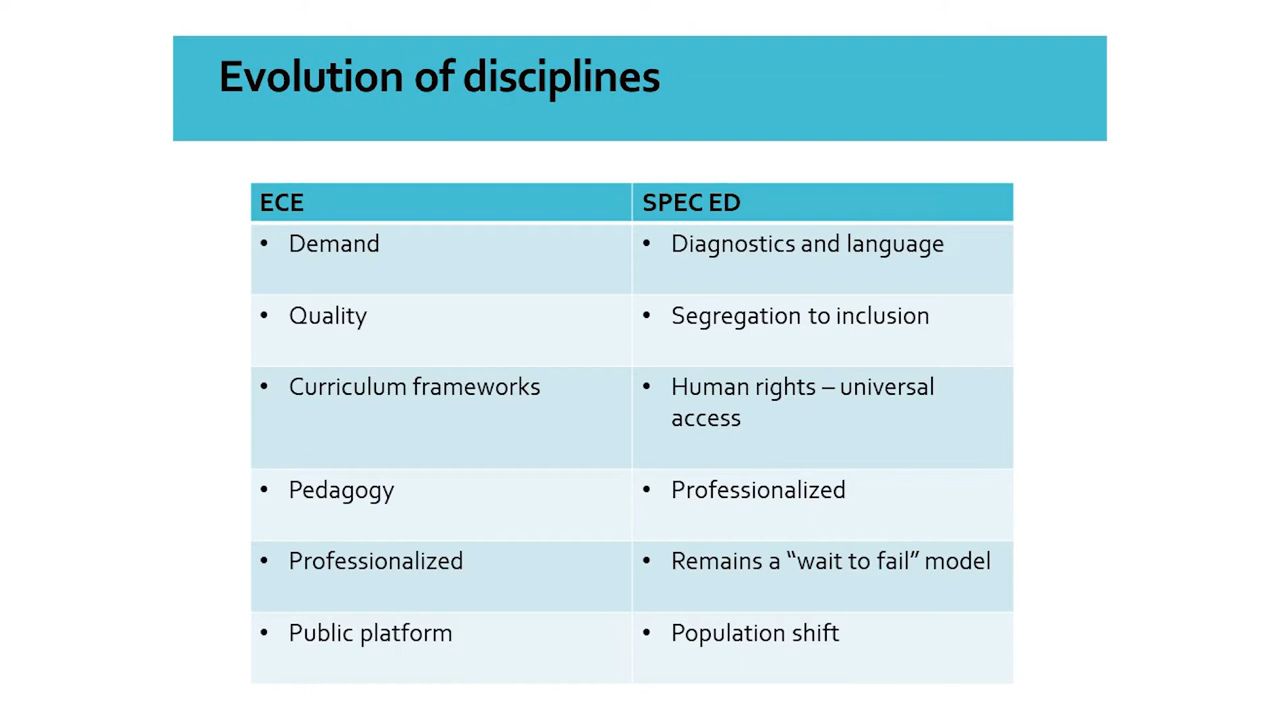 Evolution of disciplines
ECE
SPEC ED
• Demand
• Diagnostics and language
• Quality
• Segregation to inclusion
• Curriculum frameworks
• Human rights – universal
access
• Pedagogy
• Professionalized
• Professionalized
• Remains a “wait to fail” model
• Public platform
• Population shift